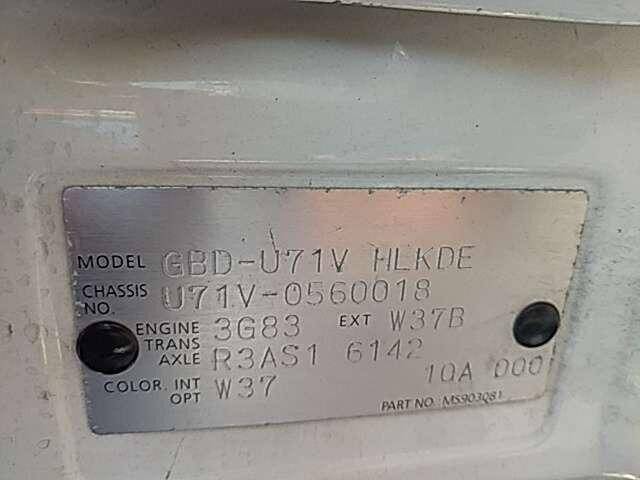 MODEL GBD-U71V HLKDE
CHASSIS NO. U71V-0560018
ENGINE 3G83 EXT W37B
TRANS AXLE R3AS1 6142
COLOR. INT OPT W37 10A 000
PART NO. MS903081